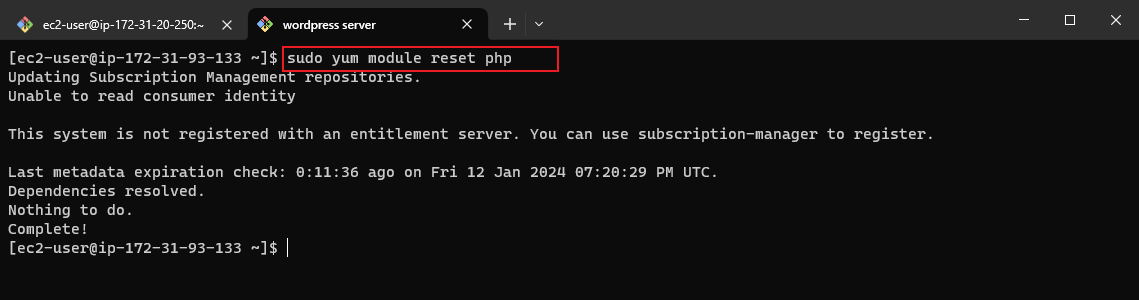 ec2-user@ip-172-31-20-250:~
wordpress server
[ec2-user@ip-172-31-93-133 ~]$ sudo yum module reset php
Updating Subscription Management repositories.
Unable to read consumer identity
This system is not registered with an entitlement server. You can use subscription-manager to register.
Last metadata expiration check: 0:11:36 ago on Fri 12 Jan 2024 07:20:29 PM UTC.
Dependencies resolved.
Nothing to do.
Complete!
[ec2-user@ip-172-31-93-133 ~]$